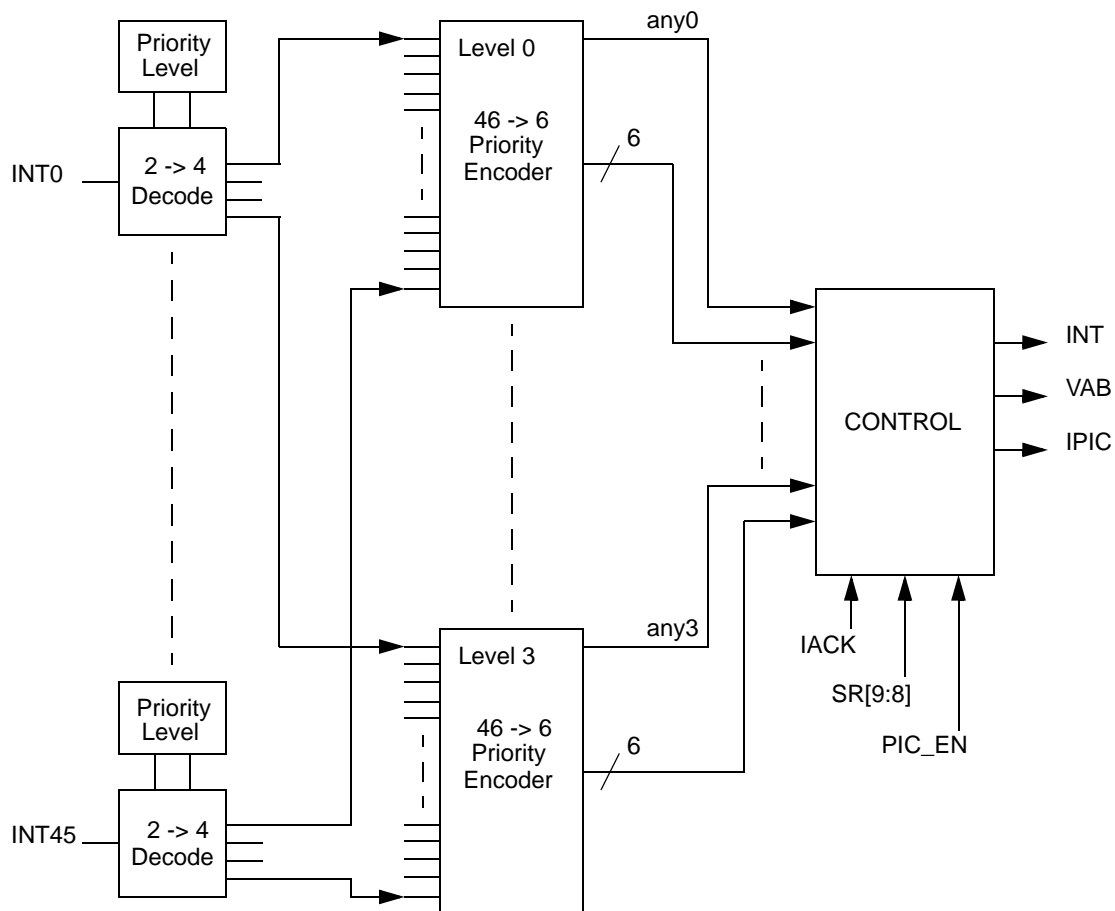 any0
Priority
Level
Level 0
46 -> 6
Priority
Encoder
6
INT0
2 -> 4
Decode
INT
VAB
CONTROL
IPIC
any3
Level 3
IACK
SR[9:8]
PIC_EN
Priority
Level
46 -> 6
Priority
Encoder
6
INT45
2 -> 4
Decode